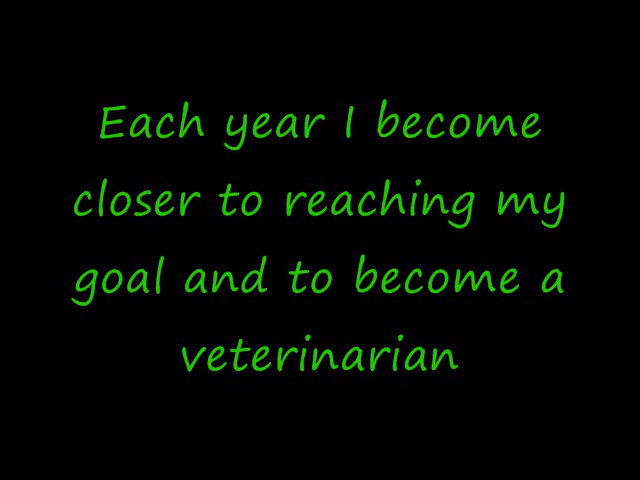 Each year I become
closer to reaching my
goal and to become a
veterinarian